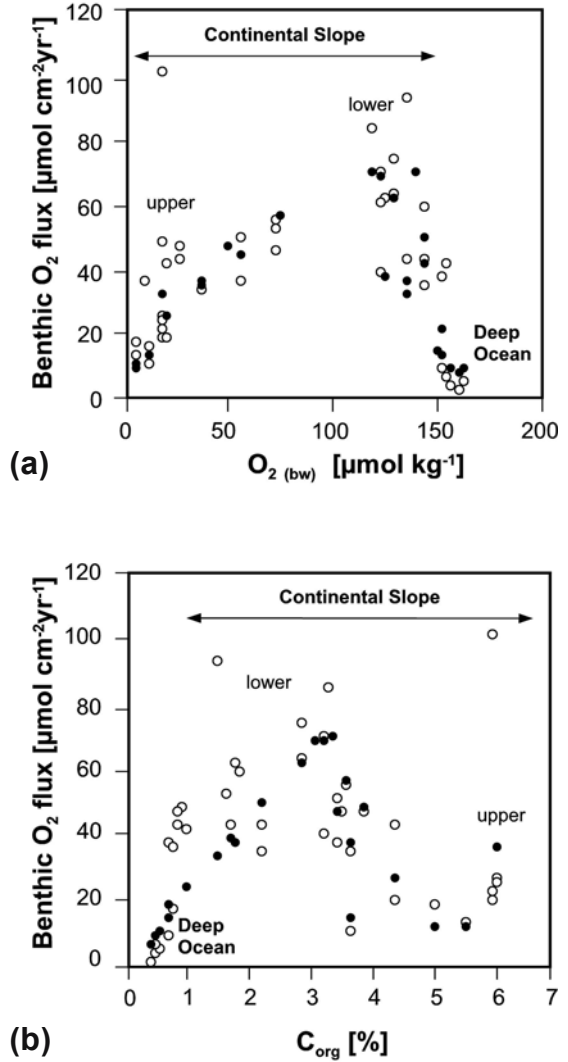 120
Continental Slope
100
lower
80
upper
60
40
20
Deep
Ocean
0
0 50 100 150 200
Benthic O₂ flux [µmol cm⁻²yr⁻¹]
(a)
O₂ (bw) [µmol kg⁻¹]
120
Continental Slope
100
lower
80
60
upper
40
20
Deep
Ocean
0
0 1 2 3 4 5 6 7
Benthic O₂ flux [µmol cm⁻²yr⁻¹]
(b)
C org [%]